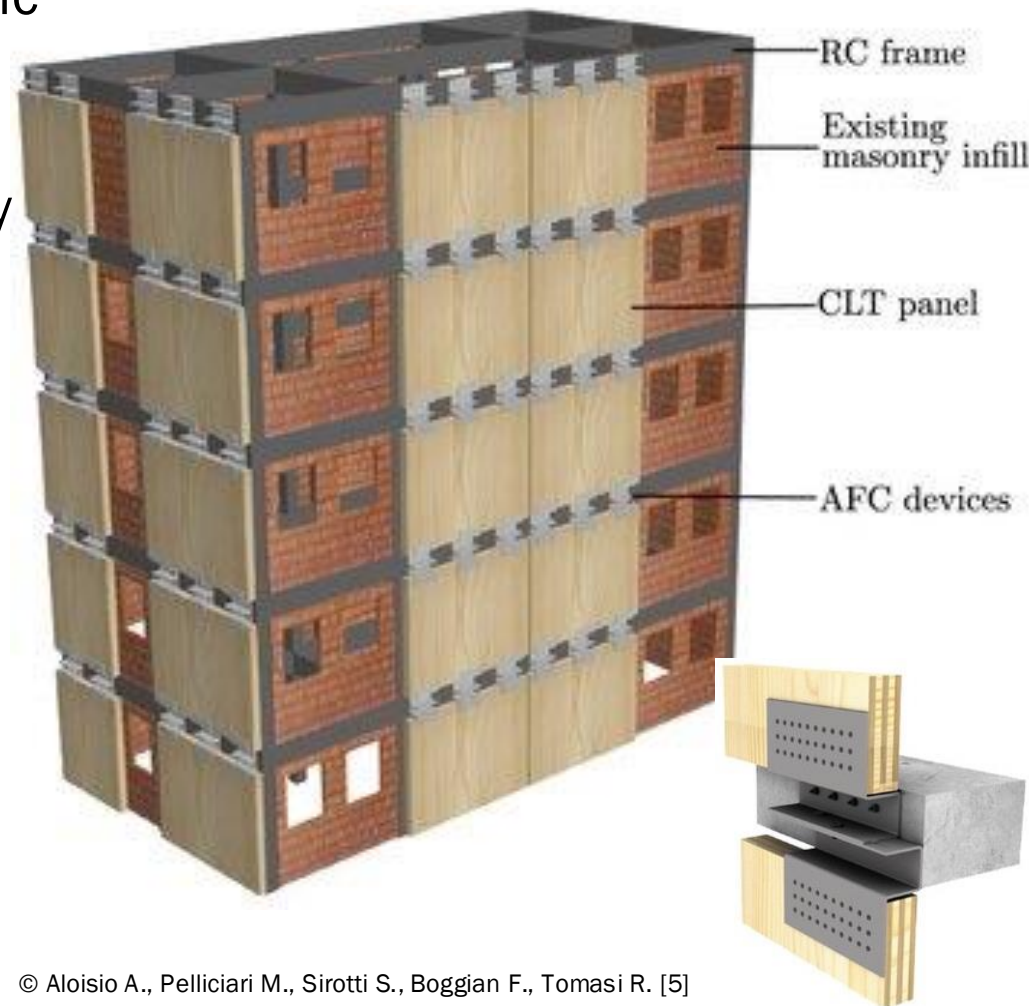 RC frame
Existing
masonry infill
CLT panel
AFC devices
© Aloisio A., Pelliciari M., Sirotti S., Boggian F., Tomasi R. [5]